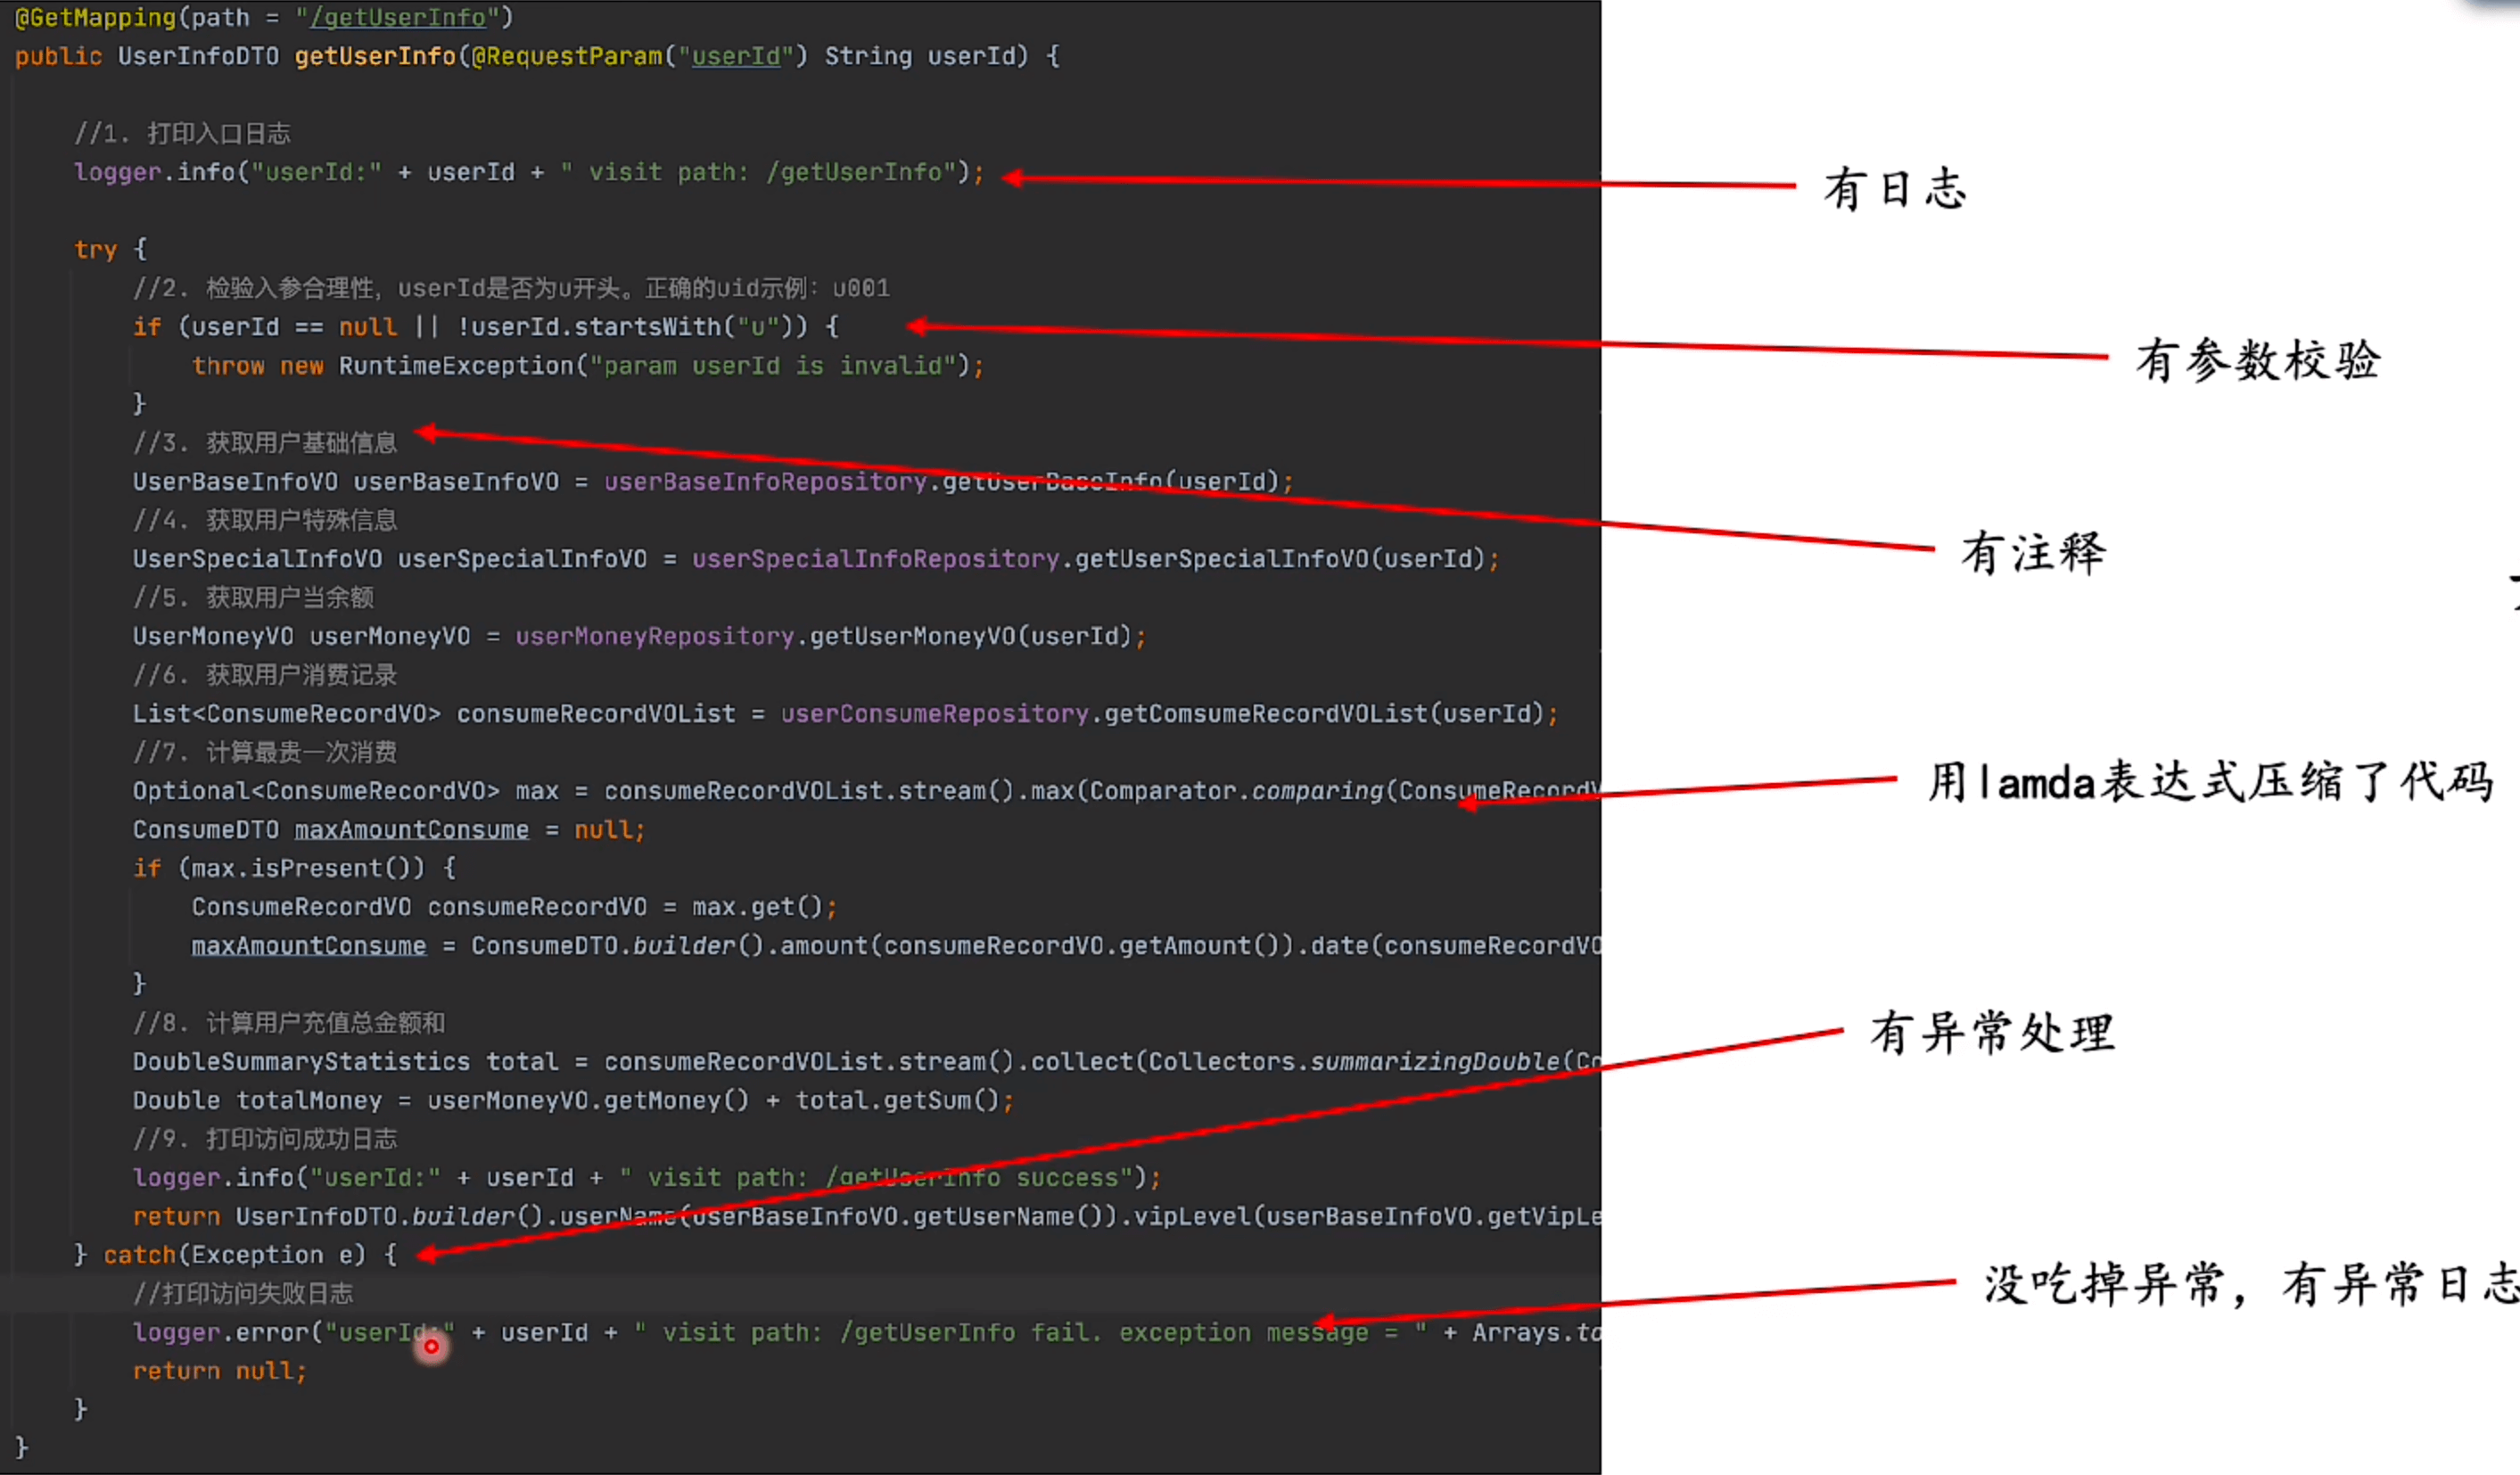 @GetMapping(path = "/getUserInfo")
public UserInfoDTO getUserInfo(@RequestParam("userId") String userId) {
//1. 打印入口日志
logger.info("userId:" + userId + " visit path: /getUserInfo");
有日志
try {
//2. 检验入参合理性，userId是否为u开头。正确的uid示例：u001
if (userId == null || !userId.startsWith("u")) {
有参数校验
throw new RuntimeException("param userId is invalid");
}
//3. 获取用户基础信息
UserBaseInfoVO userBaseInfoVO = userBaseInfoRepository.getUserBaseInfo(userId);
//4. 获取用户特殊信息
有注释
UserSpecialInfoVO userSpecialInfoVO = userSpecialInfoRepository.getUserSpecialInfoVO(userId);
//5. 获取用户当余额
UserMoneyVO userMoneyVO = userMoneyRepository.getUserMoneyVO(userId);
//6. 获取用户消费记录
List<ConsumeRecordVO> consumeRecordVOList = userConsumeRepository.getComsumeRecordVOList(userId);
//7. 计算最贵一次消费
Optional<ConsumeRecordVO> max = consumeRecordVOList.stream().max(Comparator.comparing(ConsumeRecordV
用lamda表达式压缩了代码
ConsumeDTO maxAmountConsume = null;
if (max.isPresent()) {
ConsumeRecordVO consumeRecordVO = max.get();
maxAmountConsume = ConsumeDTO.builder().amount(consumeRecordVO.getAmount()).date(consumeRecordVO
}
//8. 计算用户充值总金额和
有异常处理
DoubleSummaryStatistics total = consumeRecordVOList.stream().collect(Collectors.summarizingDouble(Co
Double totalMoney = userMoneyVO.getMoney() + total.getSum();
//9. 打印访问成功日志
logger.info("userId:" + userId + " visit path: /getUserInfo success");
return UserInfoDTO.builder().userName(userBaseInfoVO.getUserName()).vipLevel(userBaseInfoVO.getVipLe
} catch(Exception e) {
//打印访问失败日志
没吃掉异常，有异常日志
logger.error("userId:" + userId + " visit path: /getUserInfo fail. exception message = " + Arrays.to
return null;
}
}